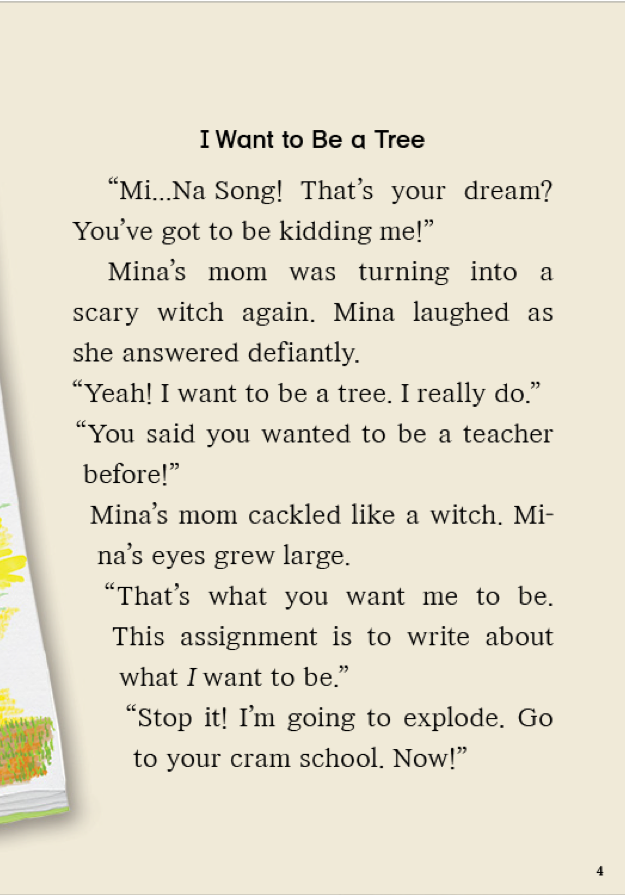 I Want to Be a Tree
“Mi...Na Song! That’s your dream?
You’ve got to be kidding me!”
Mina’s mom was turning into a
scary witch again. Mina laughed as
she answered defiantly.
“Yeah! I want to be a tree. I really do.”
“You said you wanted to be a teacher
before!”
Mina’s mom cackled like a witch. Mi-
na’s eyes grew large.
“That’s what you want me to be.
This assignment is to write about
what I want to be.”
“Stop it! I’m going to explode. Go
to your cram school. Now!”
4